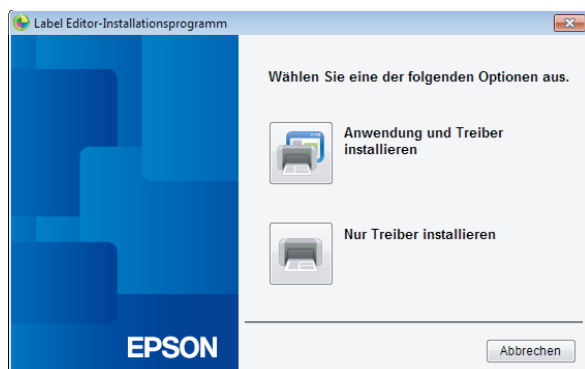 Label Editor-Installationsprogramm
Wählen Sie eine der folgenden Optionen aus.
Anwendung und Treiber
installieren
Nur Treiber installieren
EPSON
Abbrechen